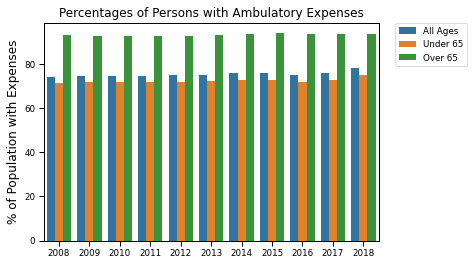 Percentages of Persons with Ambulatory Expenses
All Ages
Under 65
Over 65
% of Population with Expenses
80
60
40
20
0
2008 2009 2010 2011 2012 2013 2014 2015 2016 2017 2018